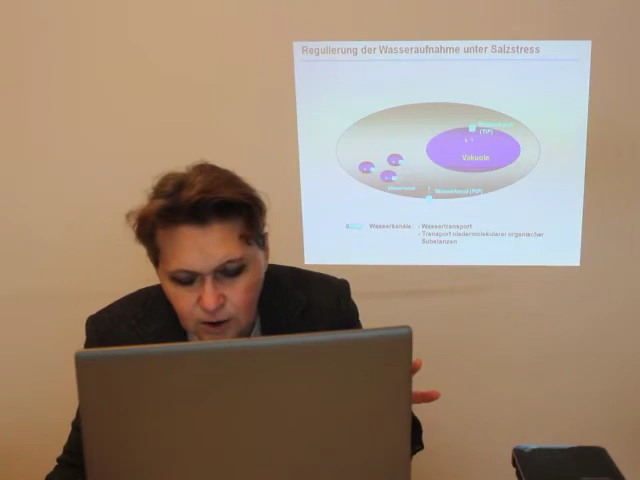 Regulierung der Wasseraufnahme unter Salzstress
Wasserkanal
(TIP)
Vakuole
Wasserkanal (PIP)
Wasserkanäle: - Wassertransport
- Transport niedermolekularer organischer
Substanzen